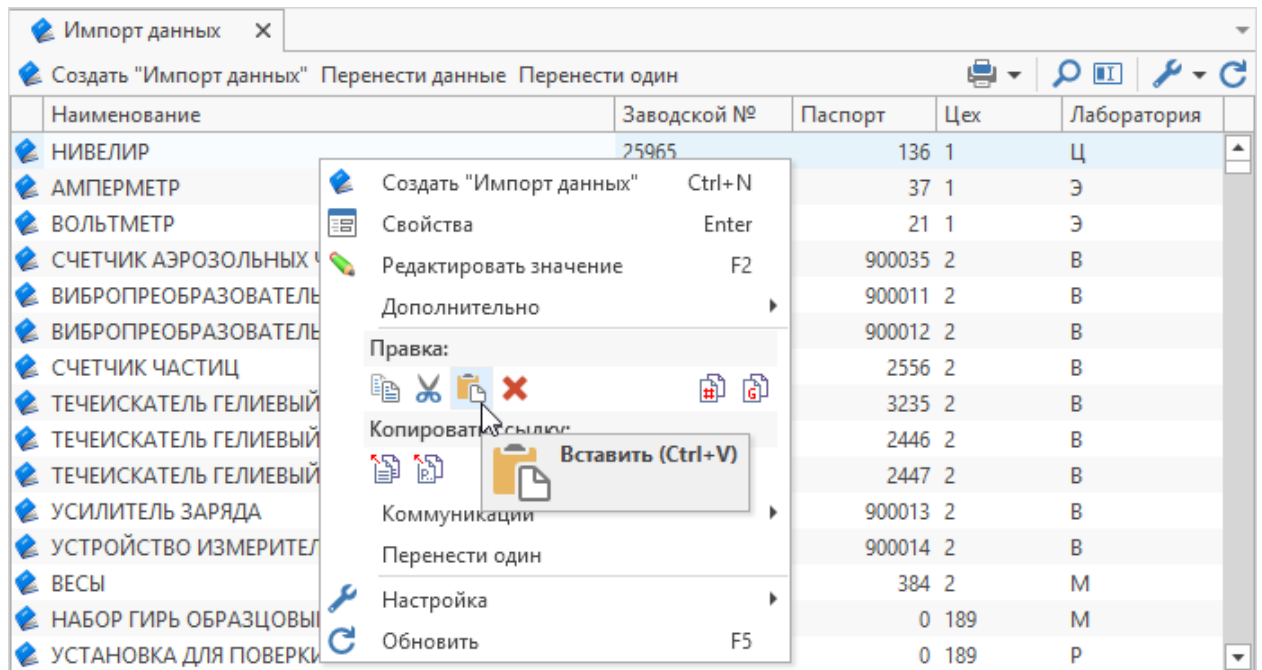 Импорт данных
Создать "Импорт данных" Перенести данные Перенести один
Наименование Заводской № Паспорт Цех Лаборатория
НИВЕЛИР 25965 136 1 Ц
АМПЕРМЕТР 37 1 Э
ВОЛЬТМЕТР 21 1 Э
СЧЕТЧИК АЭРОЗОЛЬНЫХ 900035 2 В
ВИБРОПРЕОБРАЗОВАТЕЛЬ 900011 2 В
ВИБРОПРЕОБРАЗОВАТЕЛЬ 900012 2 В
СЧЕТЧИК ЧАСТИЦ 2556 2 В
ТЕЧЕИСКАТЕЛЬ ГЕЛИЕВЫЙ 3235 2 В
ТЕЧЕИСКАТЕЛЬ ГЕЛИЕВЫЙ 2446 2 В
ТЕЧЕИСКАТЕЛЬ ГЕЛИЕВЫЙ 2447 2 В
УСИЛИТЕЛЬ ЗАРЯДА 900013 2 В
УСТРОЙСТВО ИЗМЕРИТЕЛ 900014 2 В
ВЕСЫ 384 2 М
НАБОР ГИРЬ ОБРАЗЦОВЫ 0 189 М
УСТАНОВКА ДЛЯ ПОВЕРКИ 0 189 Р
Создать "Импорт данных" Ctrl+N
Свойства Enter
Редактировать значение F2
Дополнительно
Правка:
Копировать ссылку:
Вставить (Ctrl+V)
Коммуникации
Перенести один
Настройка
Обновить F5